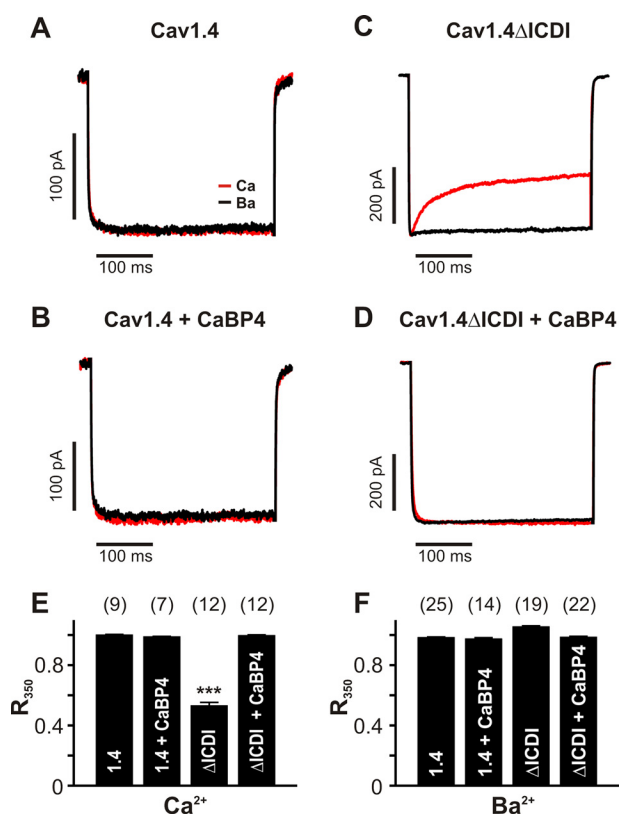 A Cav1.4
C Cav1.4ΔICDI
100 pA
Ca
Ba
200 pA
100 ms
100 ms
B Cav1.4 + CaBP4
D Cav1.4ΔICDI + CaBP4
100 pA
200 pA
100 ms
100 ms
E (9) (7) (12) (12)
F (25) (14) (19) (22)
R350
0.8
0.4
0
***
1.4
1.4 + CaBP4
ΔICDI
ΔICDI + CaBP4
Ca²⁺
R350
0.8
0.4
0
1.4
1.4 + CaBP4
ΔICDI
ΔICDI + CaBP4
Ba²⁺